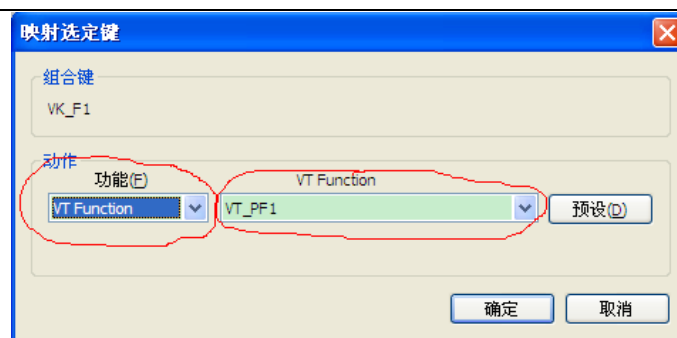 映射选定键
组合键
VK_F1
动作
功能(F) VT Function
VT Function VT_PF1 预设(D)
确定 取消